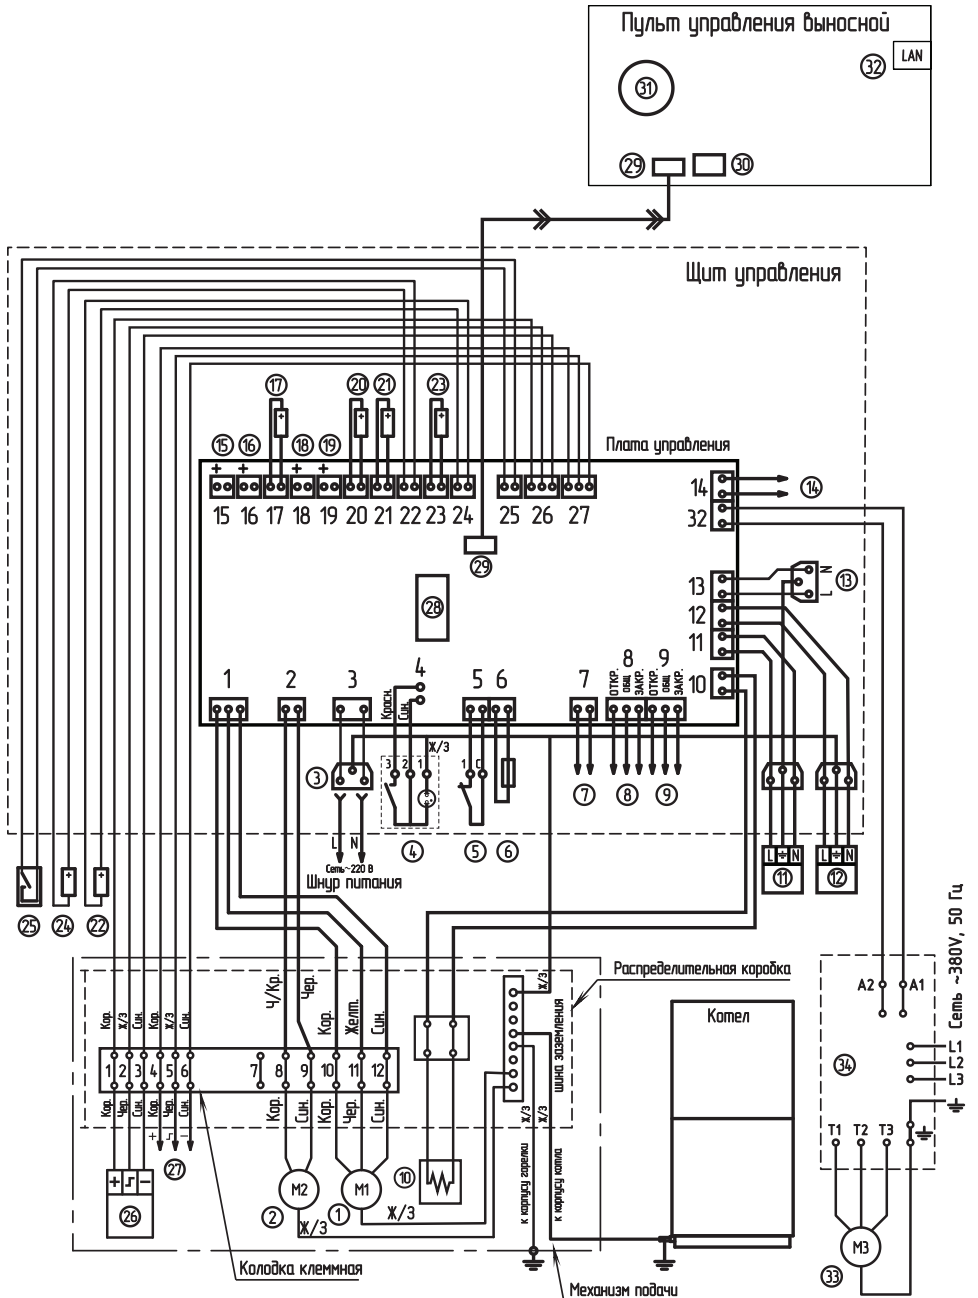 Пульт управления выносной
LAN
32
31
29
30
Щит управления
17
20
21
23
Плата управления
15
16
18
19
+
+
+
+
+
+
+
+
15
16
17
18
19
20
21
22
23
24
25
26
27
14
14
32
29
28
13
N
L
13
12
11
10
1
2
3
4
5
6
7
8
9
Красн.
Син.
ОТКР.
ОБЩ
ЗАКР.
ОТКР.
ОБЩ
ЗАКР.
Ж/З
3
3
2
1
1
C
L
N
4
5
6
7
8
9
Сеть~220 В
Шнур питания
L
N
11
L
N
12
+
+
25
24
22
Сеть ~380V, 50 Гц
Распределительная коробка
Ж/З
шина заземления
Кор.
Ж/З
Син.
Кор.
Ж/З
Син.
Ч/Кр.
Чер.
Кор.
Желт.
Син.
1
2
3
4
5
6
7
8
9
10
11
12
Кор.
Чер.
Син.
Кор.
Чер.
Син.
Кор.
Син.
Кор.
Чер.
Син.
+
−
27
+
−
26
M2
M1
2
1
10
Ж/З
Ж/З
Ж/З
Ж/З
к корпусу горелки
к корпусу котла
Котел
A2
A1
L1
L2
L3
34
T1
T2
T3
M3
33
Колодка клеммная
Механизм подачи